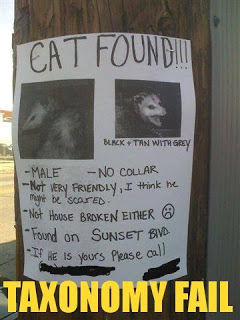 CAT FOUND!!!
BLACK + TAN WITH GREY
-MALE -NO COLLAR
-Not VERY FRIENDLY, I think he
might be scared.
-Not House BROKEN EITHER ☹
-Found on SUNSET BLVD.
-If HE is yours Please call
TAXONOMY FAIL